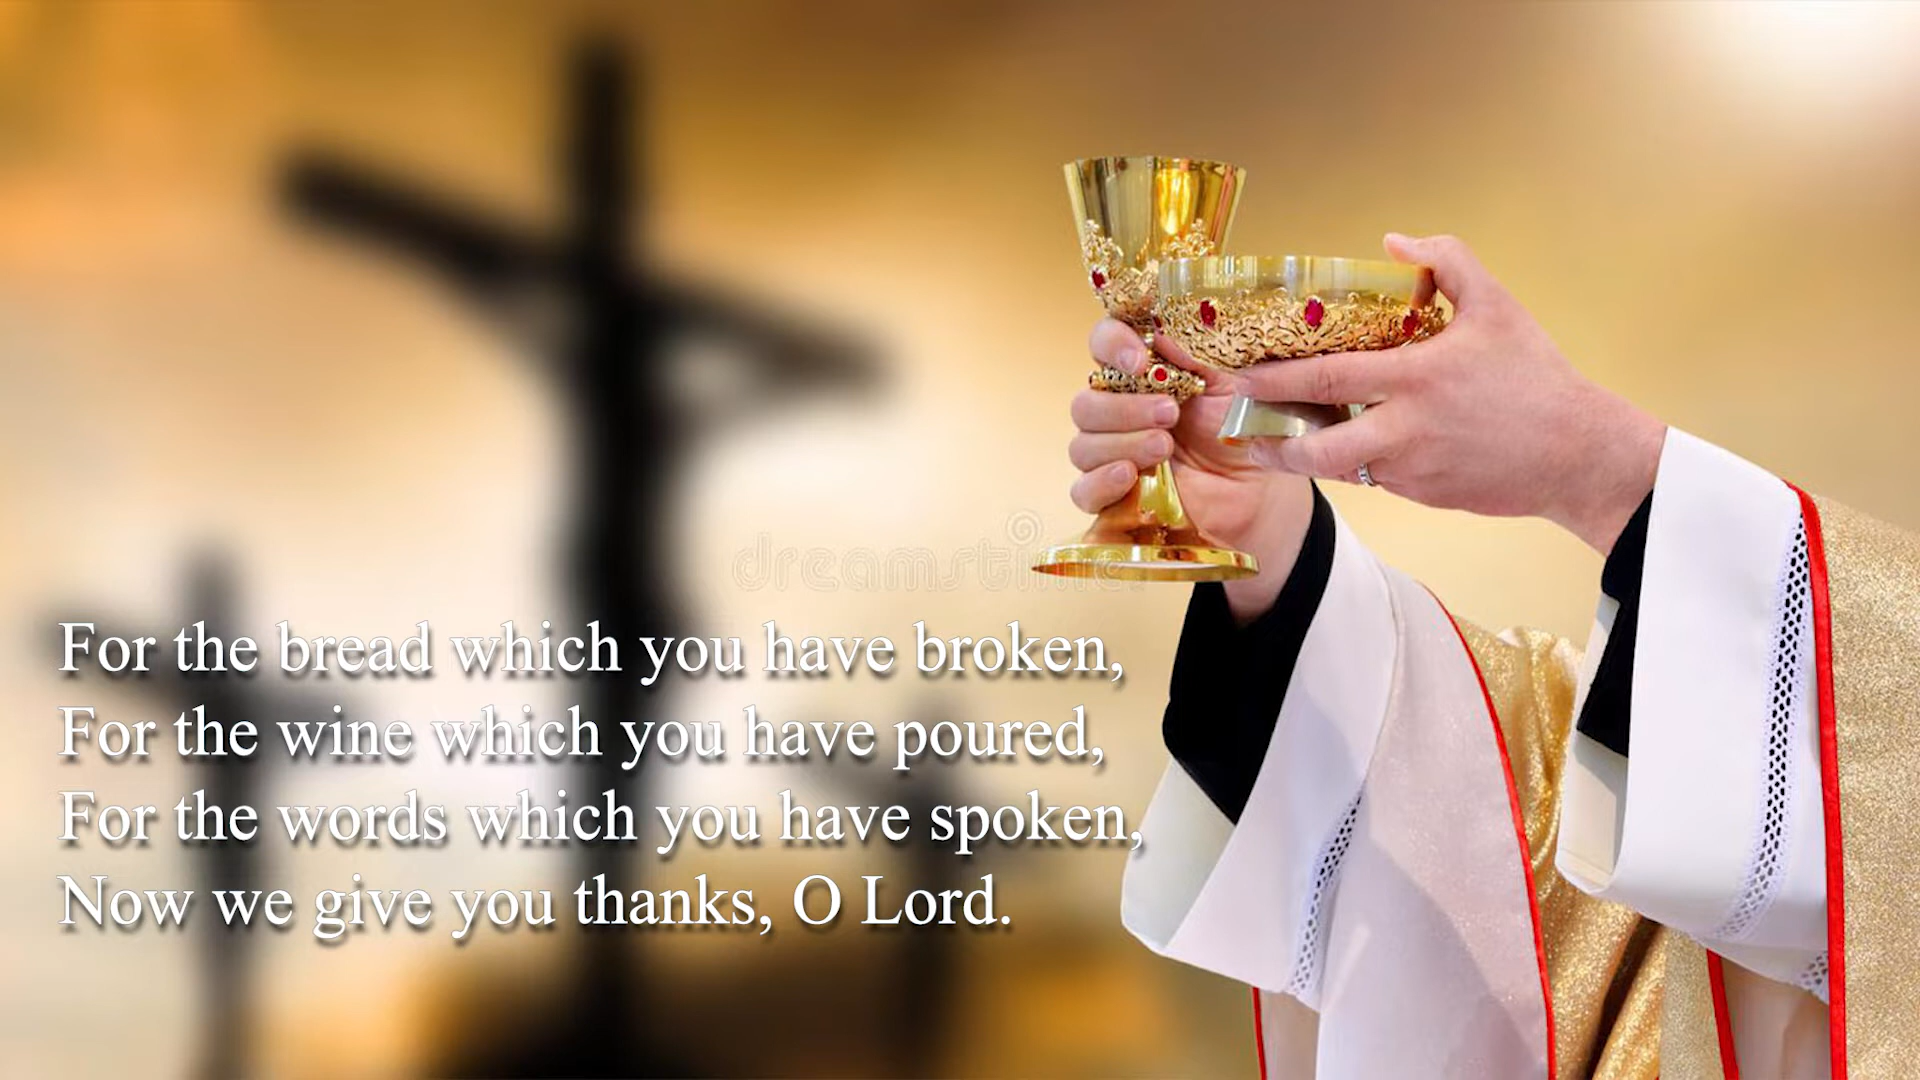 dreamstime
For the bread which you have broken,
For the wine which you have poured,
For the words which you have spoken,
Now we give you thanks, O Lord.